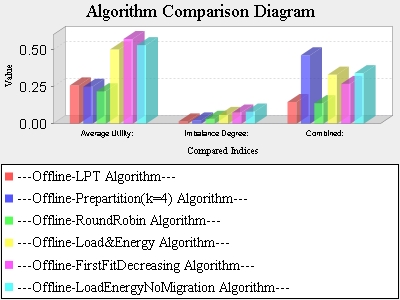 Algorithm Comparison Diagram
0.50
0.25
0.00
Value
Average Utility:
Imbalance Degree:
Combined:
Compared Indices
---Offline-LPT Algorithm---
---Offline-Prepartition(k=4) Algorithm---
---Offline-RoundRobin Algorithm---
---Offline-Load&Energy Algorithm---
---Offline-FirstFitDecreasing Algorithm---
---Offline-LoadEnergyNoMigration Algorithm---